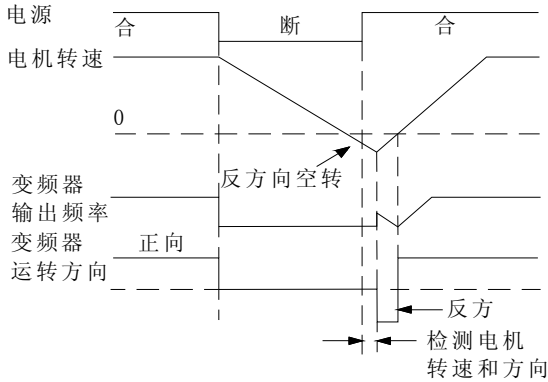 电源
合
断
合
电机转速
0
反方向空转
变频器
输出频率
变频器
运转方向
正向
反方
检测电机
转速和方向